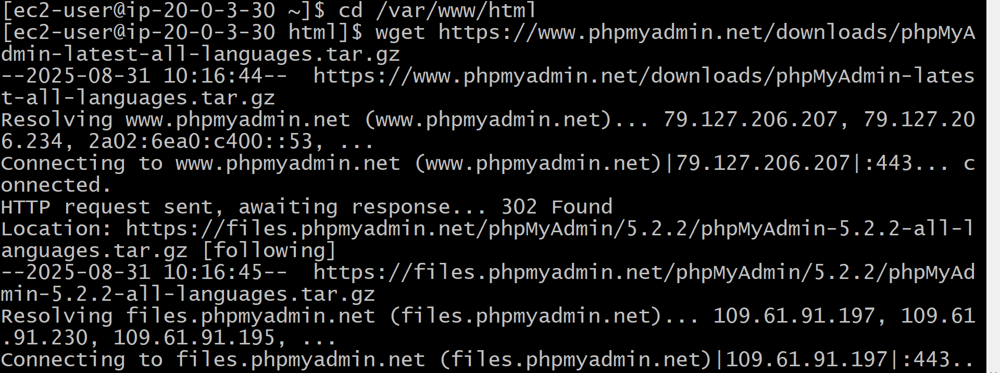 [ec2-user@ip-20-0-3-30 ~]$ cd /var/www/html
[ec2-user@ip-20-0-3-30 html]$ wget https://www.phpmyadmin.net/downloads/phpMyA
dmin-latest-all-languages.tar.gz
--2025-08-31 10:16:44--  https://www.phpmyadmin.net/downloads/phpMyAdmin-lates
t-all-languages.tar.gz
Resolving www.phpmyadmin.net (www.phpmyadmin.net)... 79.127.206.207, 79.127.20
6.234, 2a02:6ea0:c400::53, ...
Connecting to www.phpmyadmin.net (www.phpmyadmin.net)|79.127.206.207|:443... c
onnected.
HTTP request sent, awaiting response... 302 Found
Location: https://files.phpmyadmin.net/phpMyAdmin/5.2.2/phpMyAdmin-5.2.2-all-l
anguages.tar.gz [following]
--2025-08-31 10:16:45--  https://files.phpmyadmin.net/phpMyAdmin/5.2.2/phpMyAd
min-5.2.2-all-languages.tar.gz
Resolving files.phpmyadmin.net (files.phpmyadmin.net)... 109.61.91.197, 109.61
.91.230, 109.61.91.195, ...
Connecting to files.phpmyadmin.net (files.phpmyadmin.net)|109.61.91.197|:443..